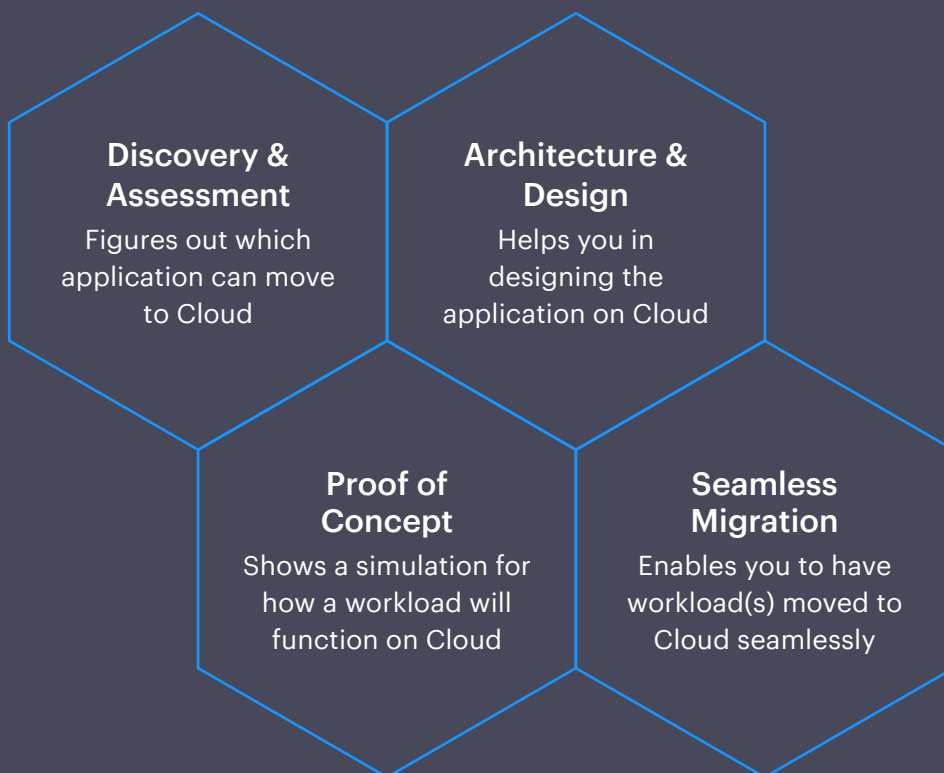 Discovery &
Assessment
Figures out which
application can move
to Cloud
Architecture &
Design
Helps you in
designing the
application on Cloud
Proof of
Concept
Shows a simulation for
how a workload will
function on Cloud
Seamless
Migration
Enables you to have
workload(s) moved to
Cloud seamlessly